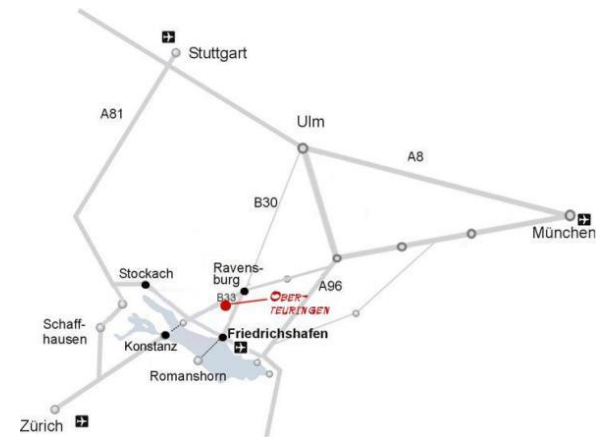 Stuttgart
A81
Ulm
A8
B30
München
Stockach
Ravens-
burg
B33
OBER-
TEURINGEN
A96
Schaff-
hausen
Konstanz
Friedrichshafen
Romanshorn
Zürich